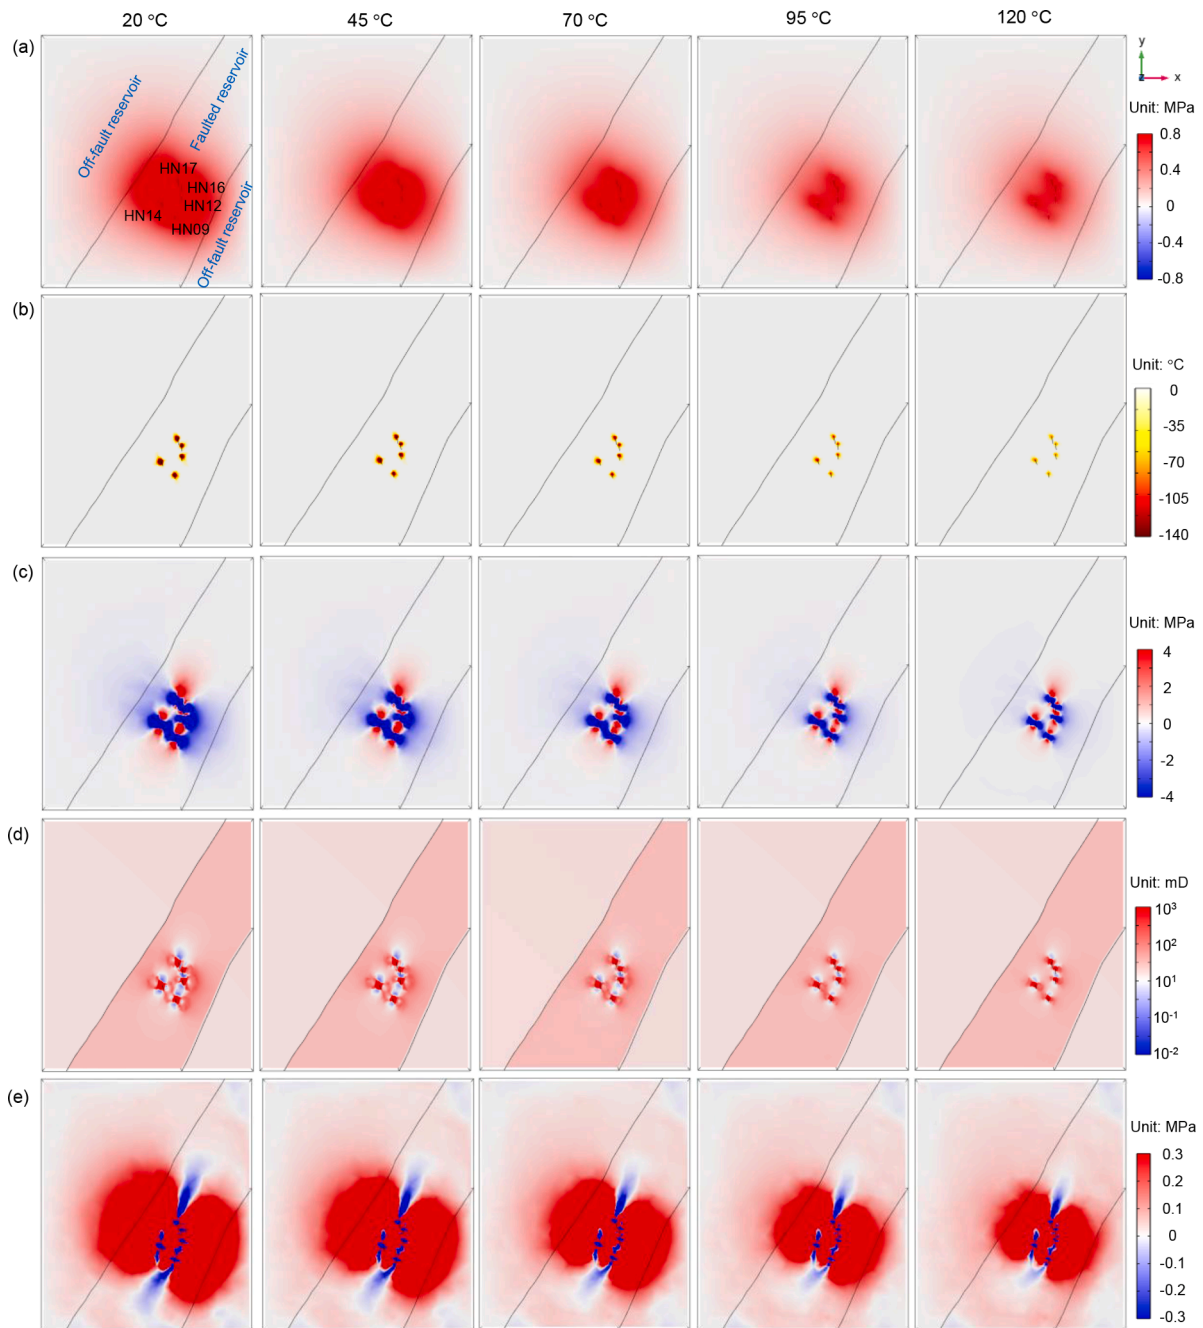 20 °C 45 °C 70 °C 95 °C 120 °C
(a)
Off-fault reservoir
Faulted reservoir
Off-fault reservoir
HN17
HN16
HN12
HN14
HN09
y
z
x
Unit: MPa
0.8
0.4
0
-0.4
-0.8
(b)
Unit: °C
0
-35
-70
-105
-140
(c)
Unit: MPa
4
2
0
-2
-4
(d)
Unit: mD
10³
10²
10¹
10⁻¹
10⁻²
(e)
Unit: MPa
0.3
0.2
0.1
0
-0.1
-0.2
-0.3